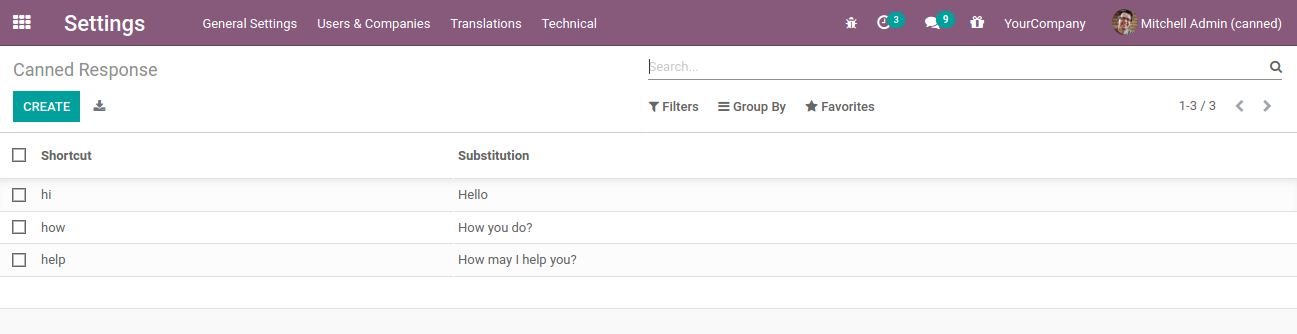 Settings General Settings Users & Companies Translations Technical 3 9 YourCompany Mitchell Admin (canned)
Canned Response Search...
CREATE Filters Group By Favorites 1-3 / 3
Shortcut Substitution
hi Hello
how How you do?
help How may I help you?